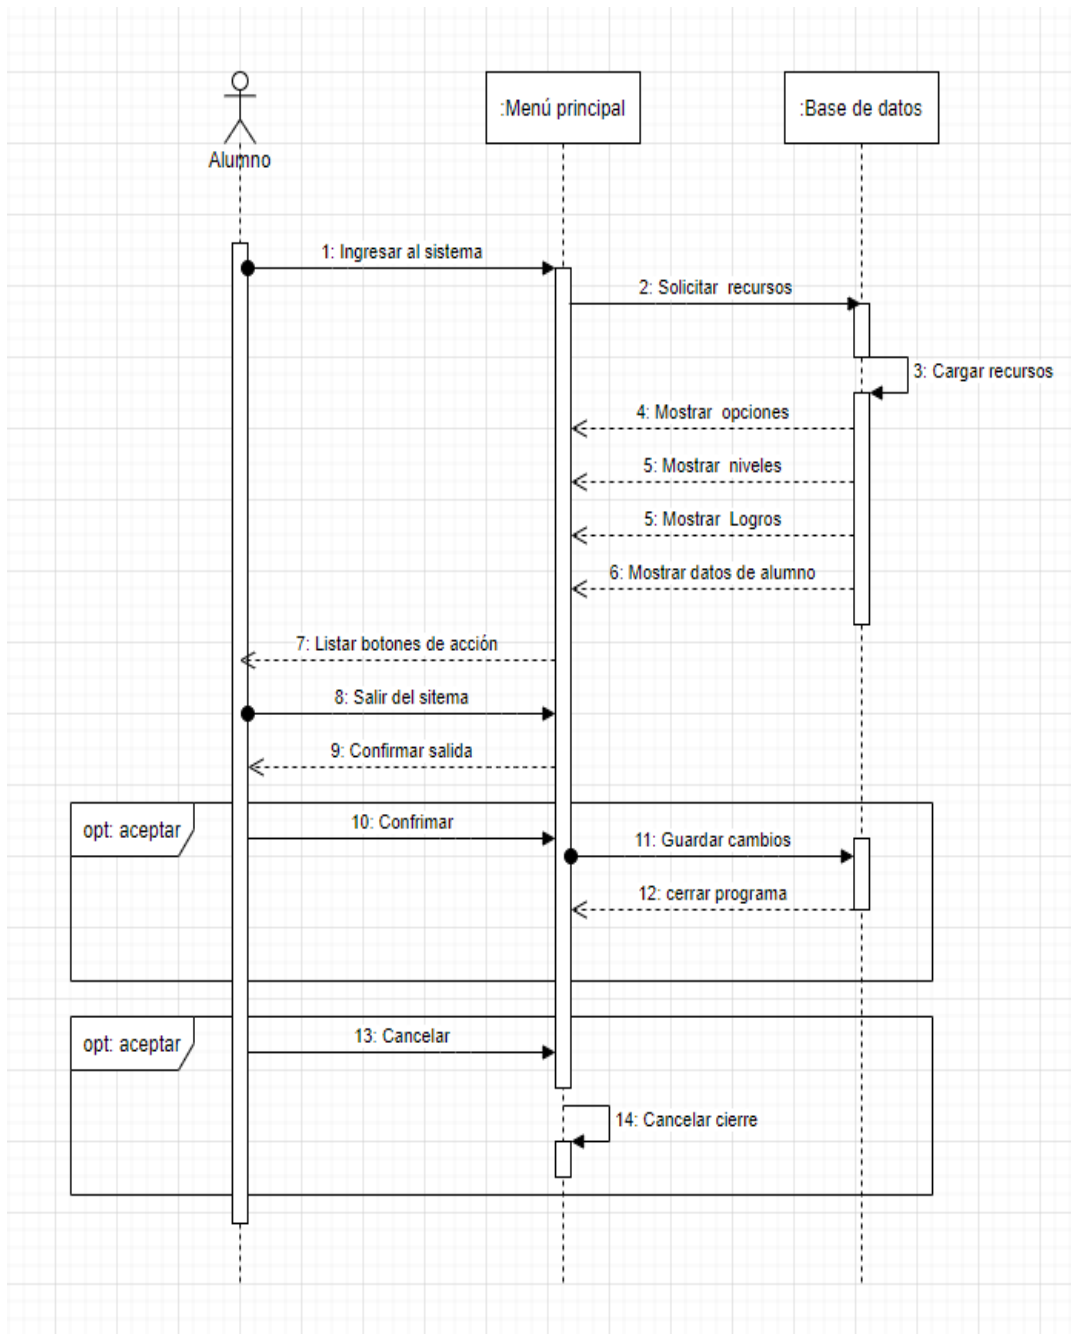 :Menú principal
:Base de datos
Alumno
1: Ingresar al sistema
2: Solicitar recursos
3: Cargar recursos
4: Mostrar opciones
5: Mostrar niveles
5: Mostrar Logros
6: Mostrar datos de alumno
7: Listar botones de acción
8: Salir del sitema
9: Confirmar salida
opt: aceptar
10: Confrimar
11: Guardar cambios
12: cerrar programa
opt: aceptar
13: Cancelar
14: Cancelar cierre